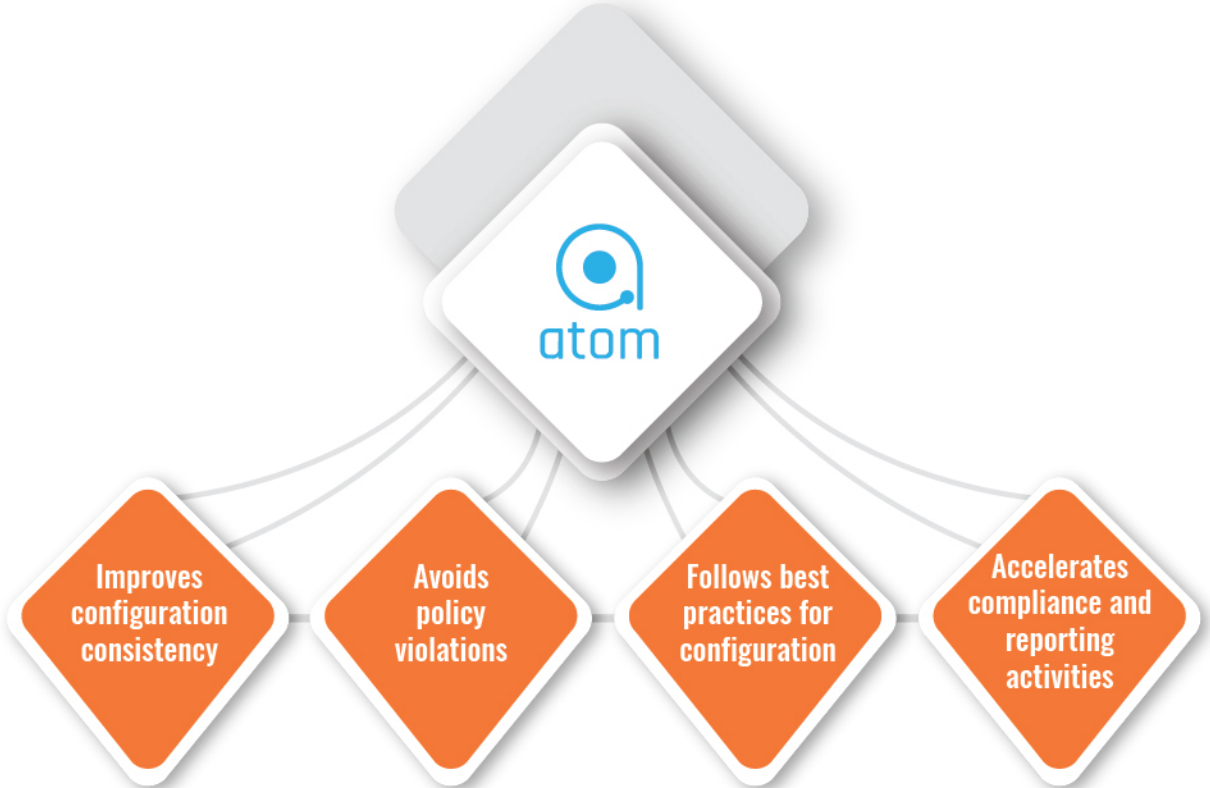 atom
Improves
configuration
consistency
Avoids
policy
violations
Follows best
practices for
configuration
Accelerates
compliance and
reporting
activities